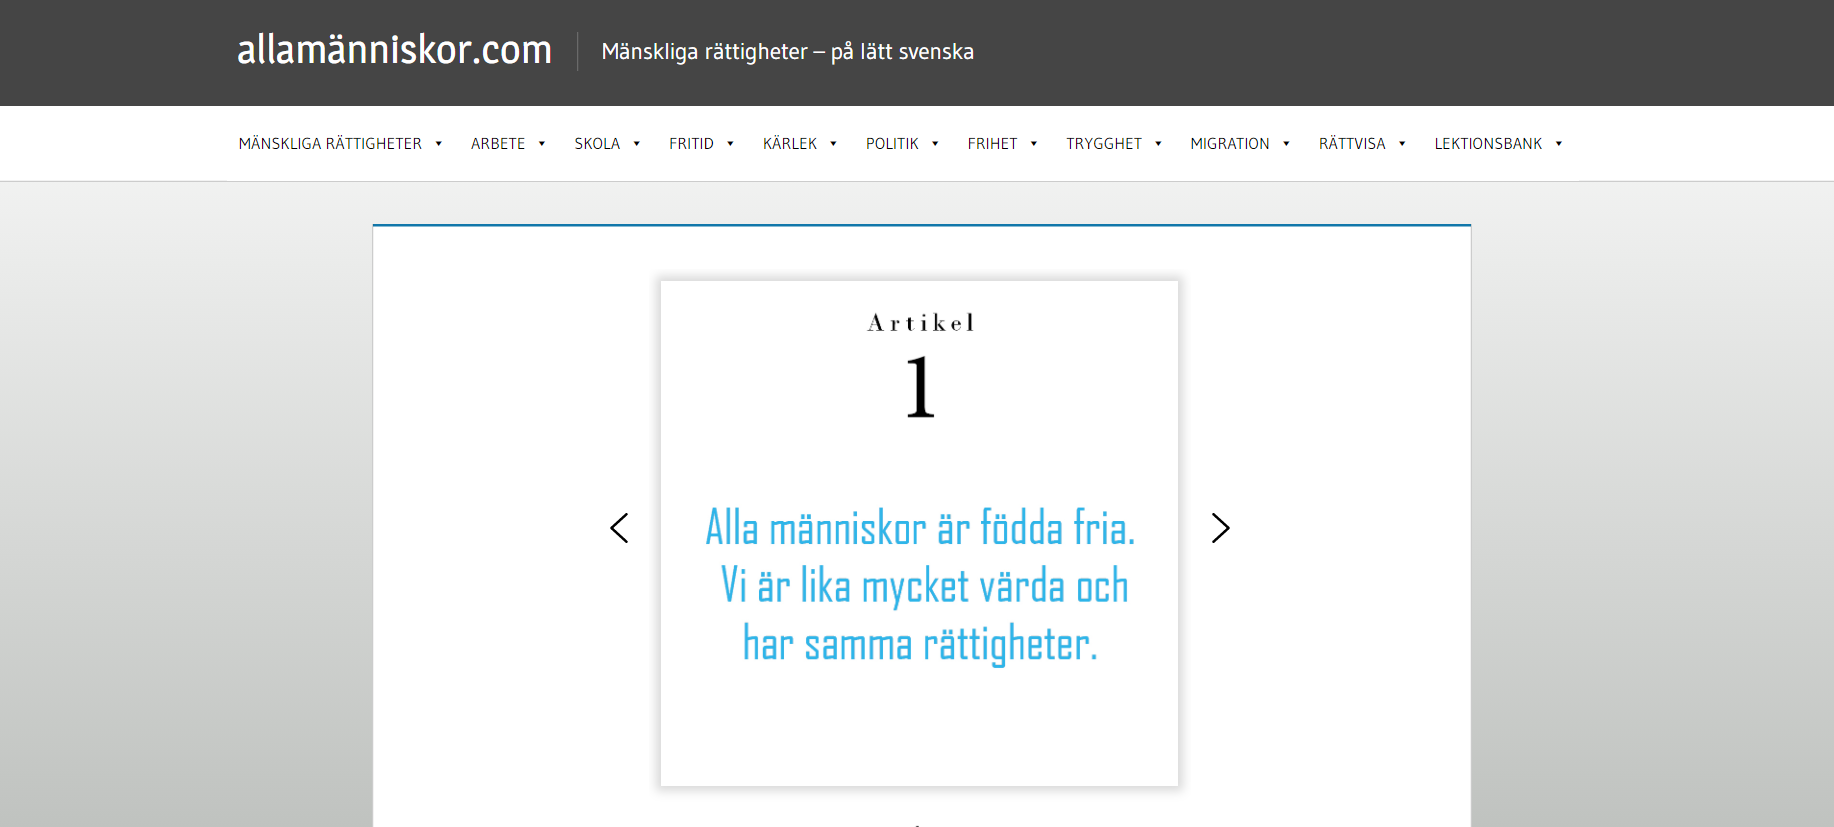 allamänniskor.com
Mänskliga rättigheter – på lätt svenska
MÄNSKLIGA RÄTTIGHETER ARBETE SKOLA FRITID KÄRLEK POLITIK FRIHET TRYGGHET MIGRATION RÄTTVISA LEKTIONSBANK
Artikel
1
Alla människor är födda fria.
Vi är lika mycket värda och
har samma rättigheter.